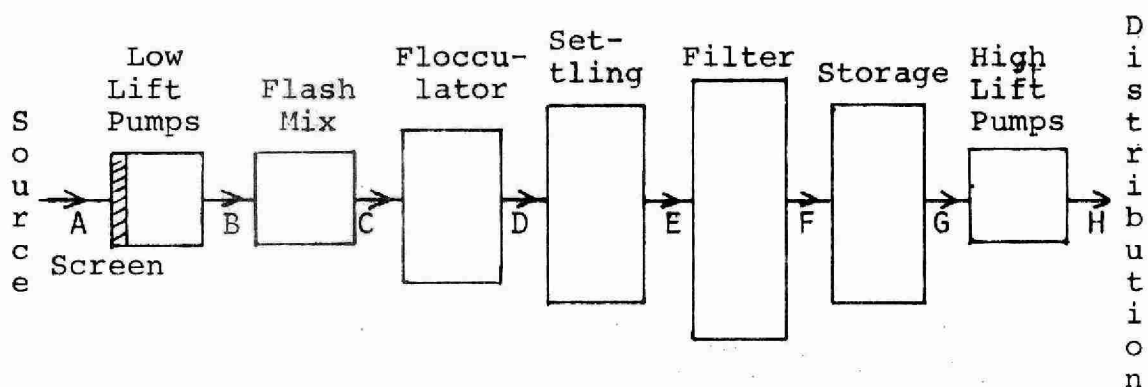 Source
Low
Lift
Pumps
Screen
Flash
Mix
Floccu-
lator
Set-
tling
Filter
Storage
High
Lift
Pumps
Distribution
A
B
C
D
E
F
G
H